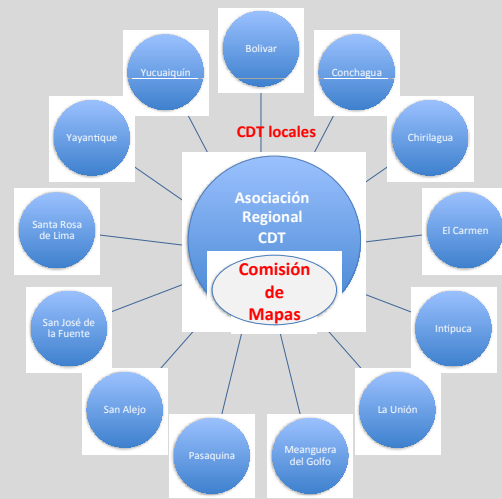 Bolivar
Conchagua
Chirilagua
El Carmen
Intipuca
La Unión
Meanguera
del Golfo
Pasaquina
San Alejo
San José de
la Fuente
Santa Rosa
de Lima
Yayantique
Yucuaiquín
CDT locales
Asociación
Regional
CDT
Comisión
de
Mapas